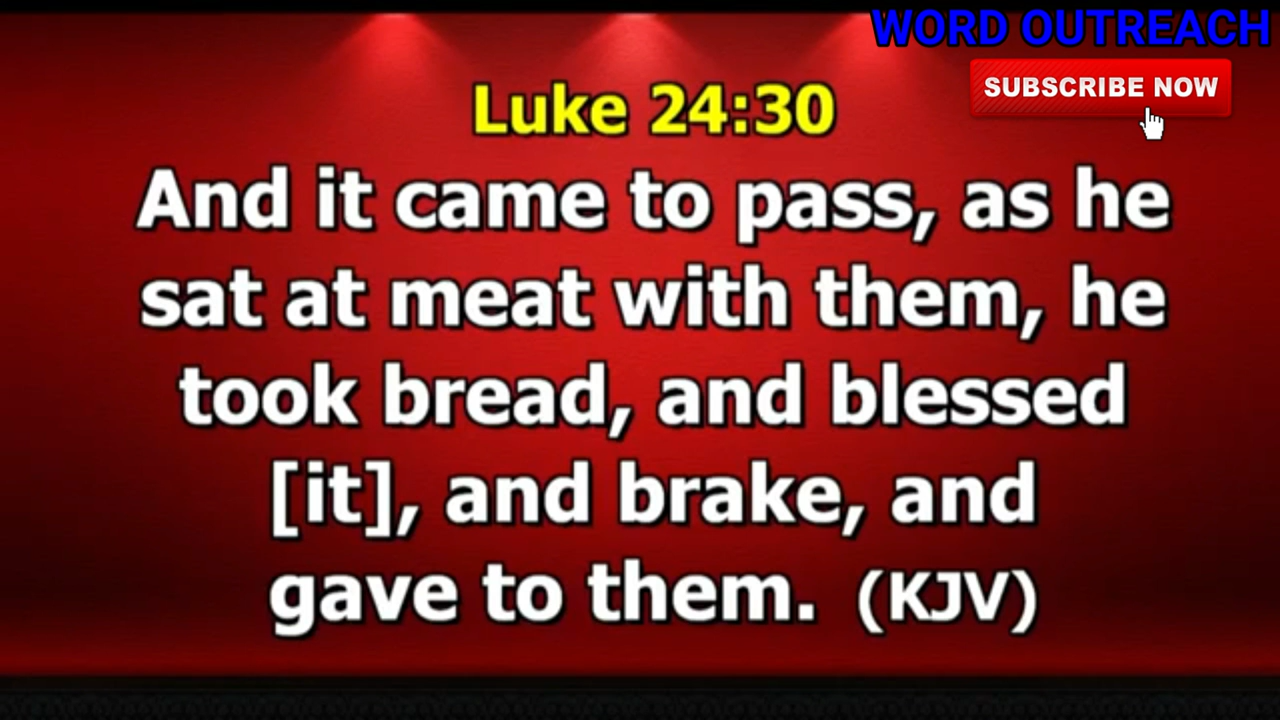 WORD OUTREACH
SUBSCRIBE NOW
Luke 24:30
And it came to pass, as he
sat at meat with them, he
took bread, and blessed
[it], and brake, and
gave to them. (KJV)